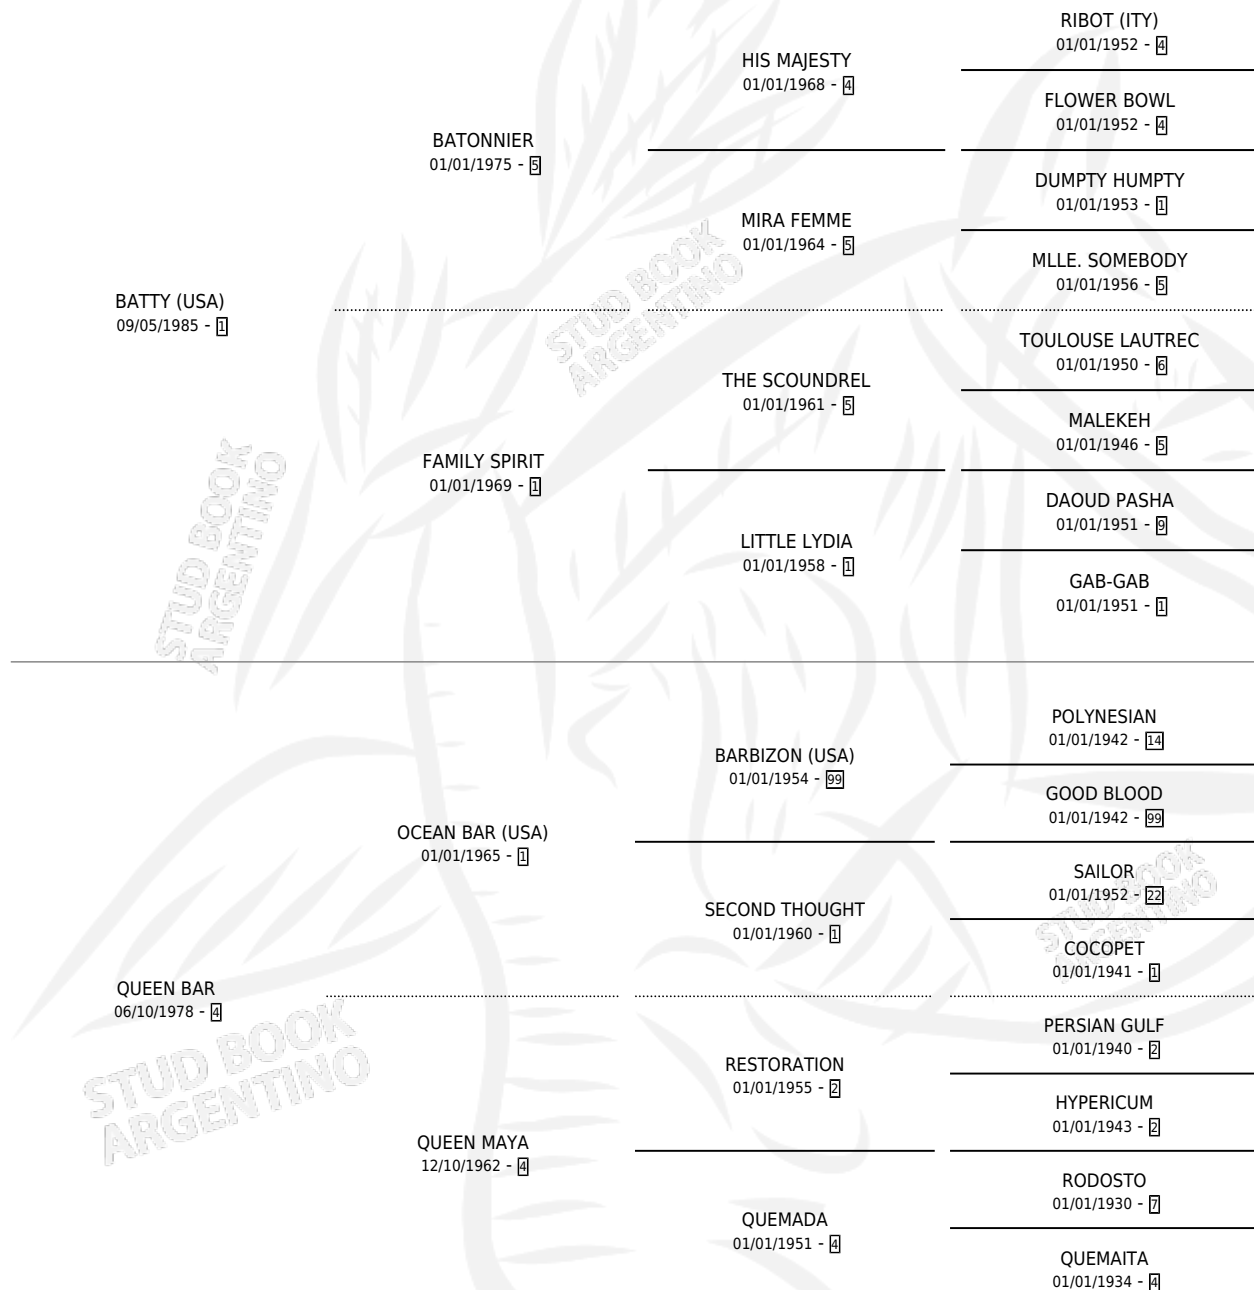 RIBOT (ITY)
01/01/1952 - 4
HIS MAJESTY
01/01/1968 - 4
FLOWER BOWL
01/01/1952 - 4
BATONNIER
01/01/1975 - 5
DUMPTY HUMPTY
01/01/1953 - 1
MIRA FEMME
01/01/1964 - 5
MLLE. SOMEBODY
01/01/1956 - 5
BATTY (USA)
09/05/1985 - 1
TOULOUSE LAUTREC
01/01/1950 - 6
THE SCOUNDREL
01/01/1961 - 5
MALEKEH
01/01/1946 - 5
FAMILY SPIRIT
01/01/1969 - 1
DAOUD PASHA
01/01/1951 - 9
LITTLE LYDIA
01/01/1958 - 1
GAB-GAB
01/01/1951 - 1
POLYNESIAN
01/01/1942 - 14
BARBIZON (USA)
01/01/1954 - 99
GOOD BLOOD
01/01/1942 - 99
OCEAN BAR (USA)
01/01/1965 - 1
SAILOR
01/01/1952 - 22
SECOND THOUGHT
01/01/1960 - 1
COCOPET
01/01/1941 - 1
QUEEN BAR
06/10/1978 - 4
PERSIAN GULF
01/01/1940 - 2
RESTORATION
01/01/1955 - 2
HYPERICUM
01/01/1943 - 2
QUEEN MAYA
12/10/1962 - 4
RODOSTO
01/01/1930 - 7
QUEMADA
01/01/1951 - 4
QUEMAITA
01/01/1934 - 4
STUD BOOK
ARGENTINO
STUD BOOK
ARGENTINO
STUD BOOK
ARGENTINO
STUD BOOK
ARGENTINO